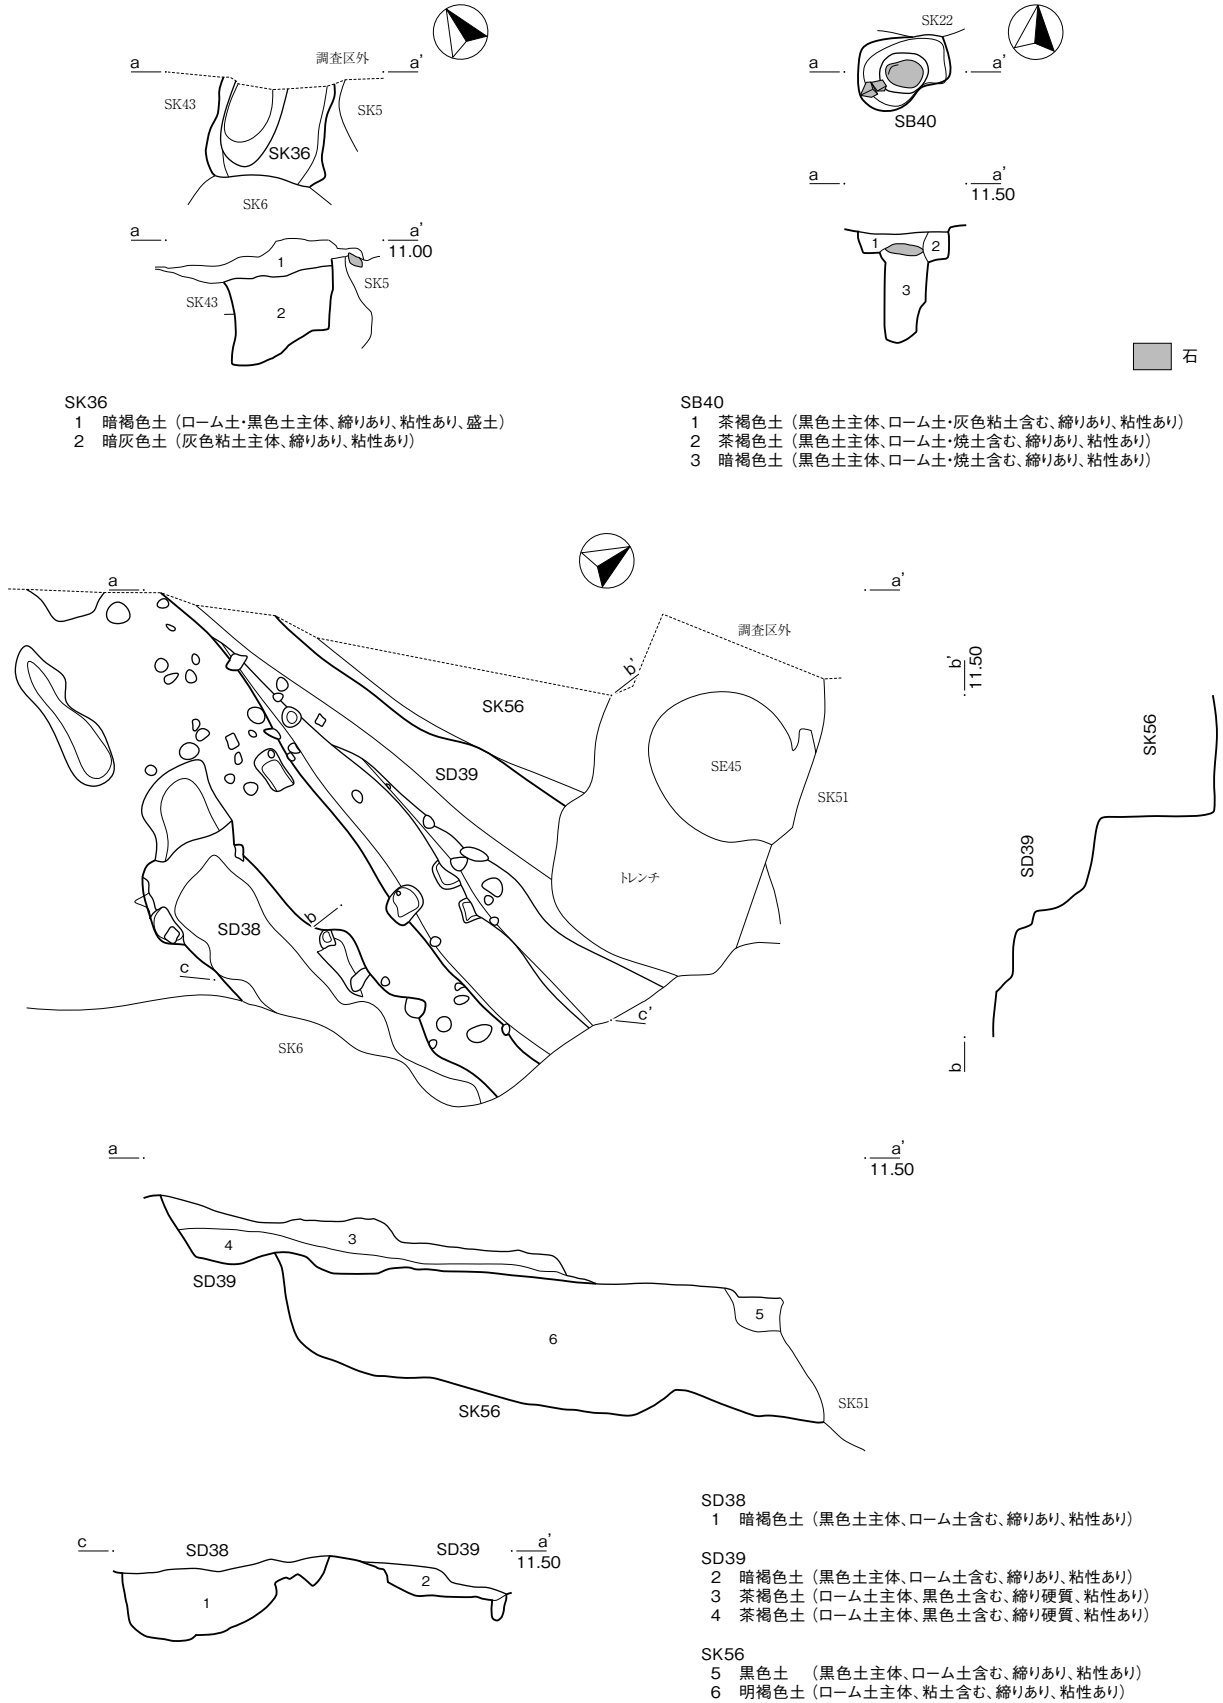 調査区外
a
a'
SK43
SK5
SK36
SK6
a
a'
11.00
1
SK5
SK43
2
SK36
1 暗褐色土（ローム土・黒色土主体、締りあり、粘性あり、盛土）
2 暗灰色土（灰色粘土主体、締りあり、粘性あり）
SK22
a
a'
SB40
a
a'
11.50
1
2
3
石
SB40
1 茶褐色土（黒色土主体、ローム土・灰色粘土含む、締りあり、粘性あり）
2 茶褐色土（黒色土主体、ローム土・焼土含む、締りあり、粘性あり）
3 暗褐色土（黒色土主体、ローム土・焼土含む、締りあり、粘性あり）
a
a'
調査区外
b'
SK56
SD39
SE45
SK51
トレンチ
SD38
b
c
c'
SK6
b'
11.50
SK56
SD39
b
a
a'
11.50
3
4
SD39
5
6
SK56
SK51
c
SD38
SD39
a'
11.50
1
2
SD38
1 暗褐色土（黒色土主体、ローム土含む、締りあり、粘性あり）
SD39
2 暗褐色土（黒色土主体、ローム土含む、締りあり、粘性あり）
3 茶褐色土（ローム土主体、黒色土含む、締り硬質、粘性あり）
4 茶褐色土（ローム土主体、黒色土含む、締り硬質、粘性あり）
SK56
5 黒色土 （黒色土主体、ローム土含む、締りあり、粘性あり）
6 明褐色土（ローム土主体、粘土含む、締りあり、粘性あり）